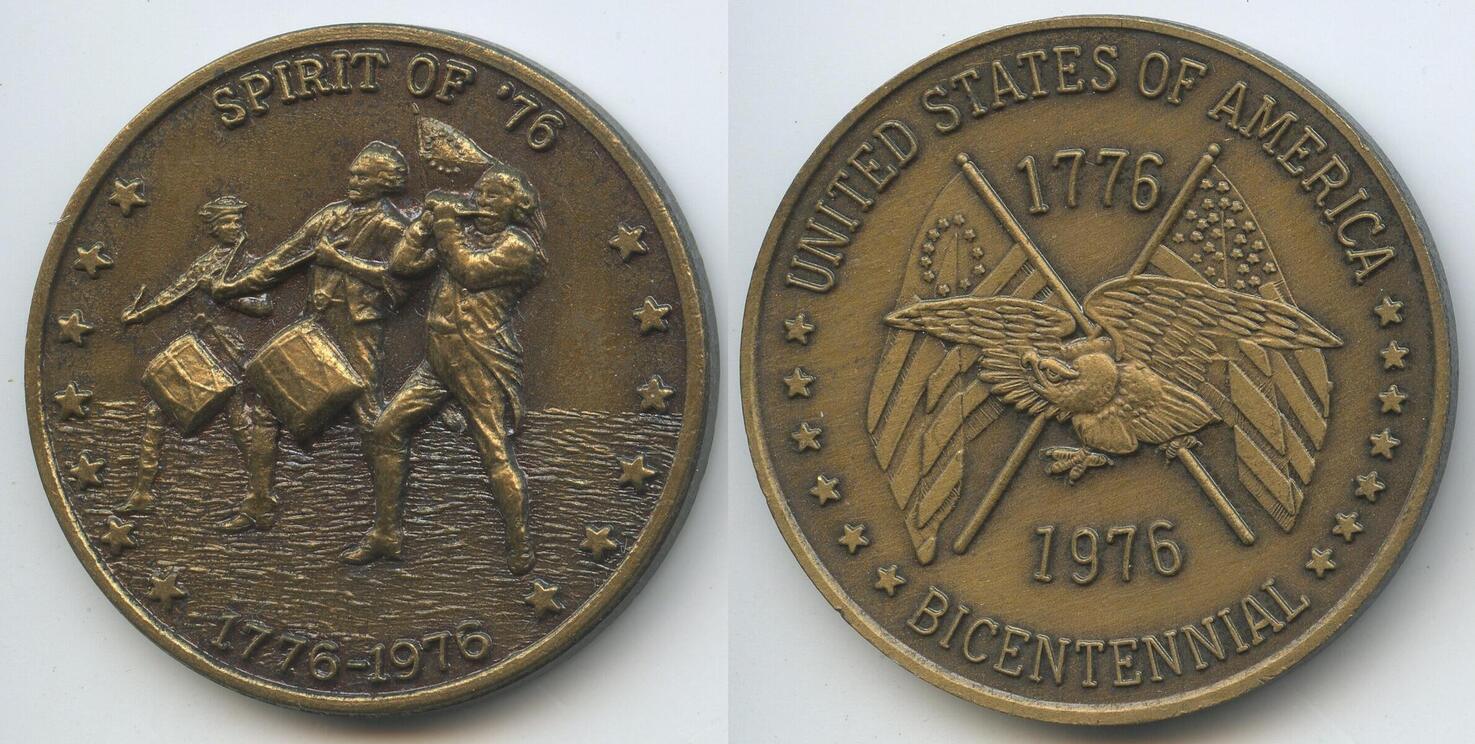 SPIRIT OF '76
1776-1976
UNITED STATES OF AMERICA
1776
1976
BICENTENNIAL